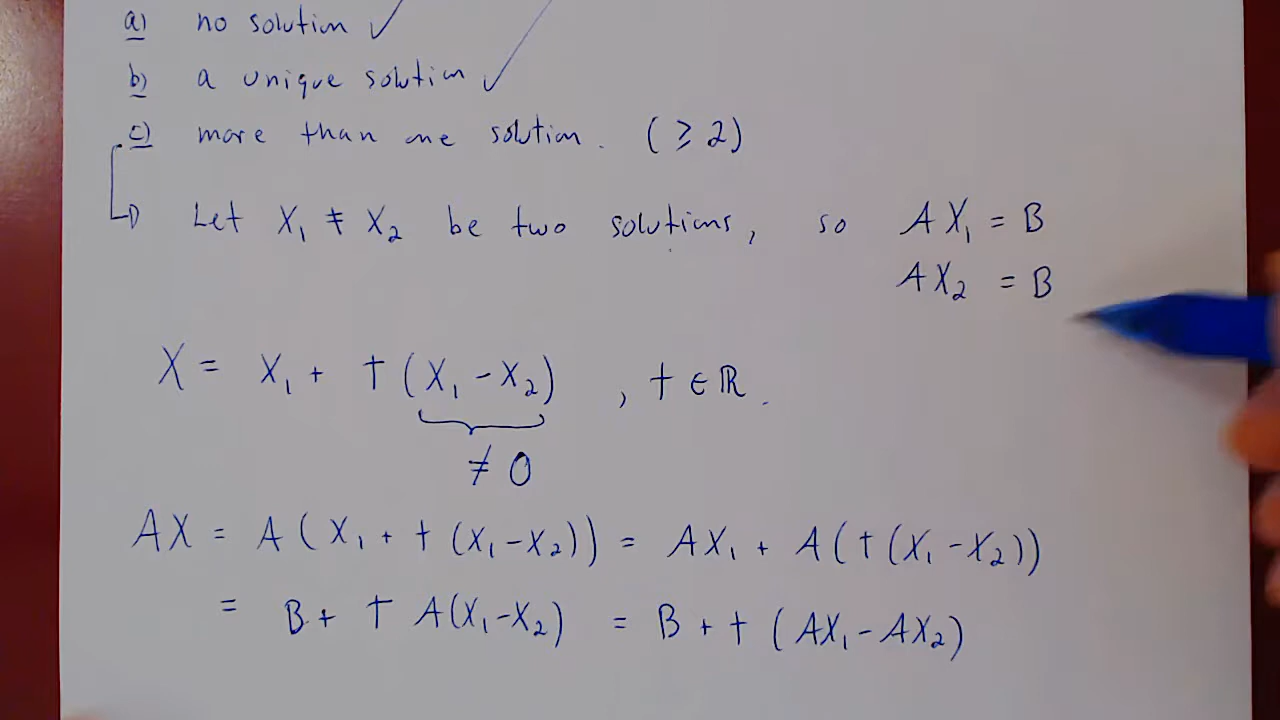 a) no solution ✓
b) a unique solution ✓
c) more than one solution. (≥ 2)
Let X₁ ≠ X₂ be two solutions, so AX₁ = B
AX₂ = B
X = X₁ + t(X₁ - X₂) , t ∈ ℝ.
≠ 0
AX = A(X₁ + t(X₁-X₂)) = AX₁ + A(t(X₁-X₂))
= B + t A(X₁-X₂) = B + t(AX₁-AX₂)